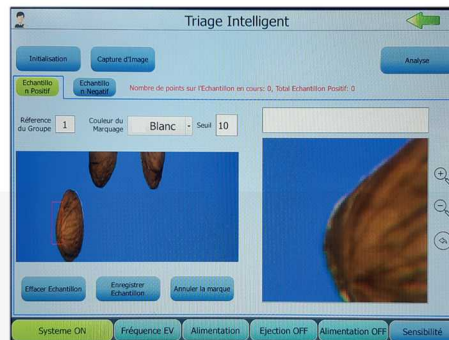 Triage Intelligent
Initialisation
Capture d'Image
Analyse
Echantillo
n Positif
Echantillo
n Negatif
Nombre de points sur l'Echantillon en cours: 0, Total Echantillon Positif: 0
Réference
du Groupe
1
Couleur du
Marquage
Blanc
Seuil
10
Effacer Echantillon
Enregistrer
Echantillon
Annuler la marque
Systeme ON
Fréquence EV
Alimentation
Ejection OFF
Alimentation OFF
Sensibilité